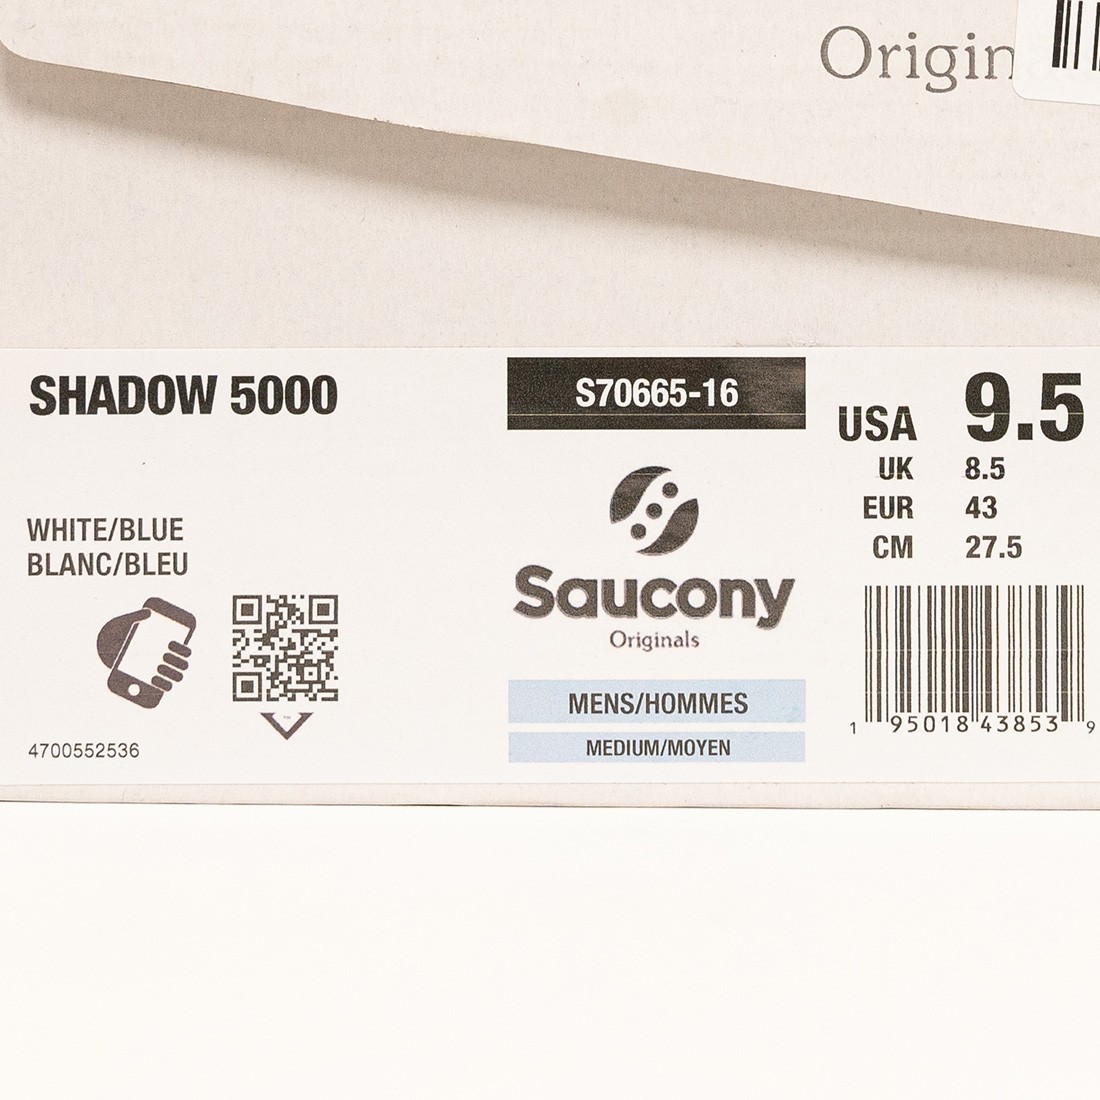 Origin
SHADOW 5000
WHITE/BLUE
BLANC/BLEU
4700552536
S70665-16
Saucony
Originals
MENS/HOMMES
MEDIUM/MOYEN
USA 9.5
UK 8.5
EUR 43
CM 27.5
1 95018 43853 9